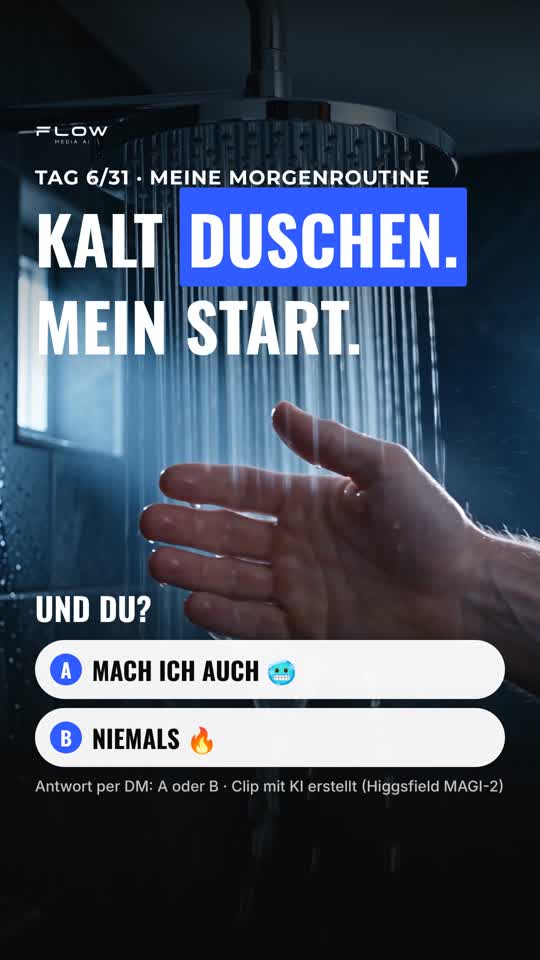 FLOW
MEDIA AI
TAG 6/31 · MEINE MORGENROUTINE
KALT DUSCHEN.
MEIN START.
UND DU?
A MACH ICH AUCH 🥶
B NIEMALS 🔥
Antwort per DM: A oder B · Clip mit KI erstellt (Higgsfield MAGI-2)